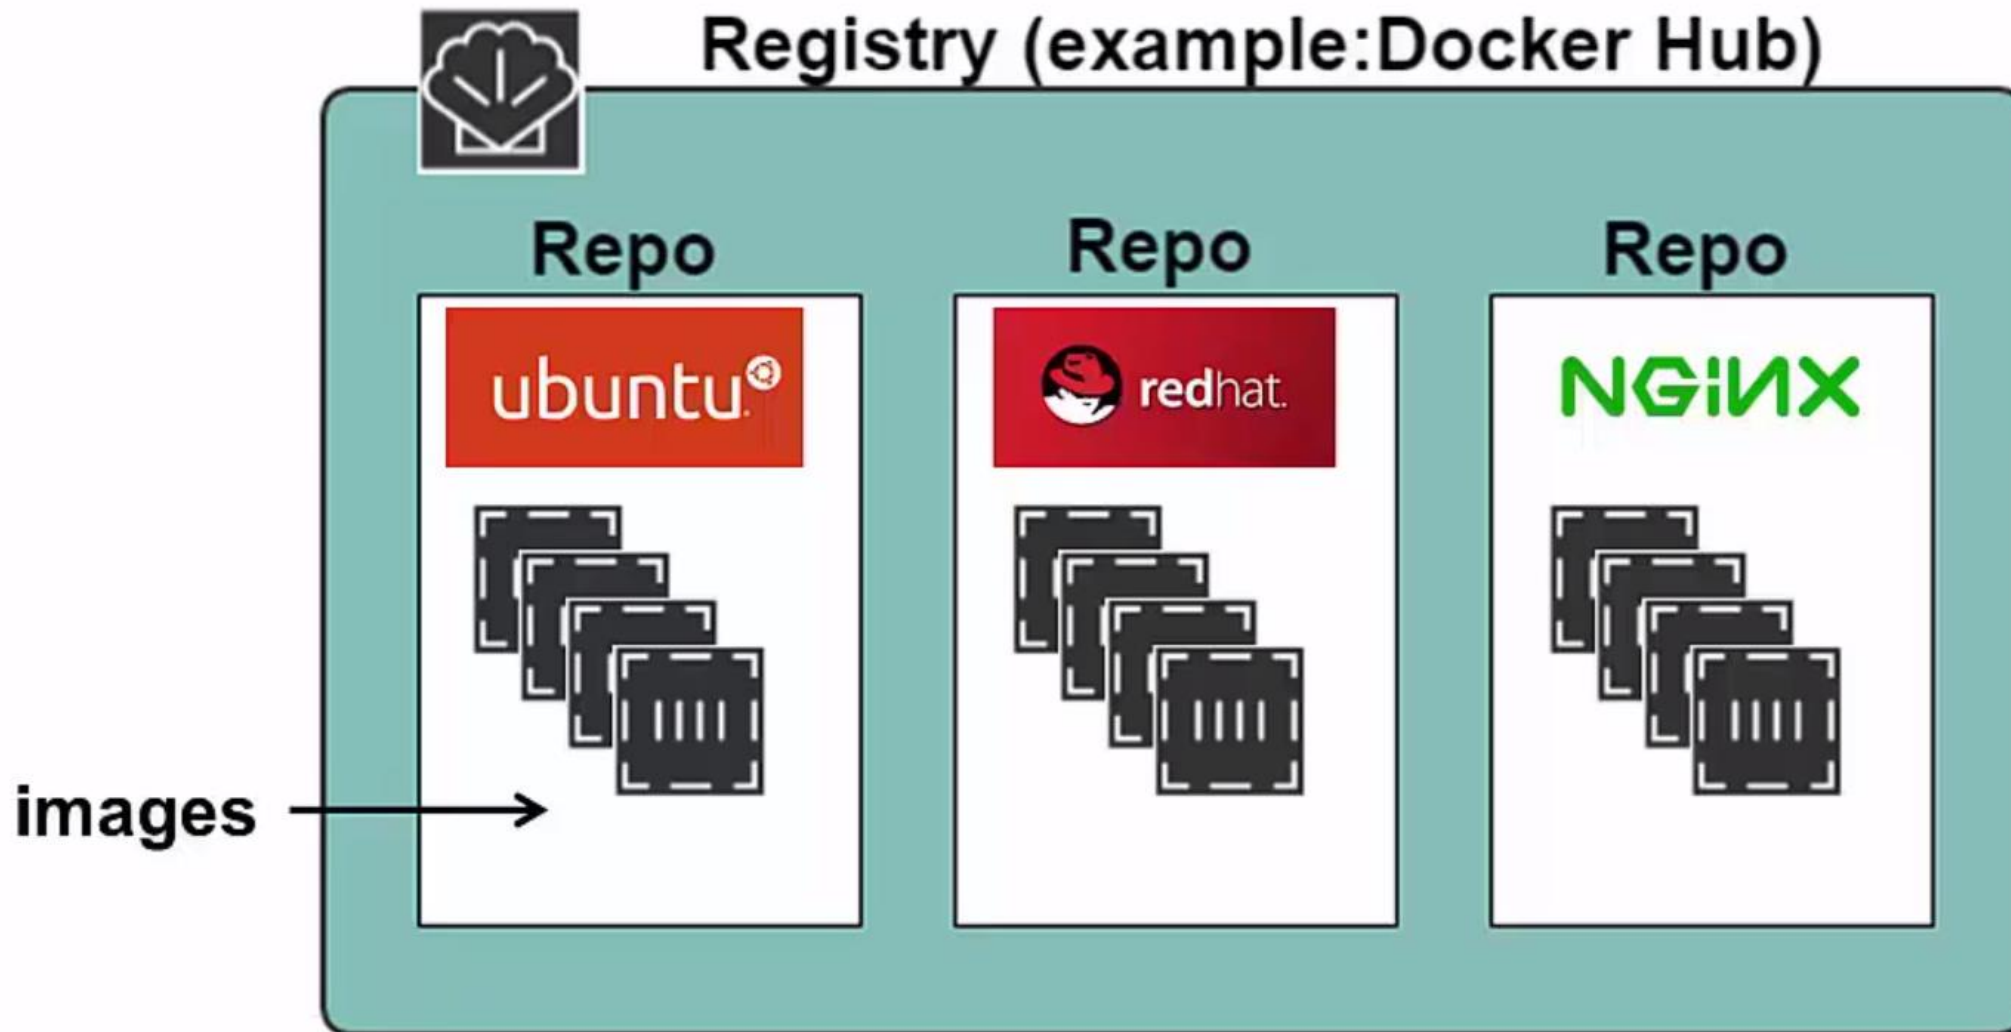 Registry (example:Docker Hub)
Repo
Repo
Repo
ubuntu
redhat.
NGINX
images